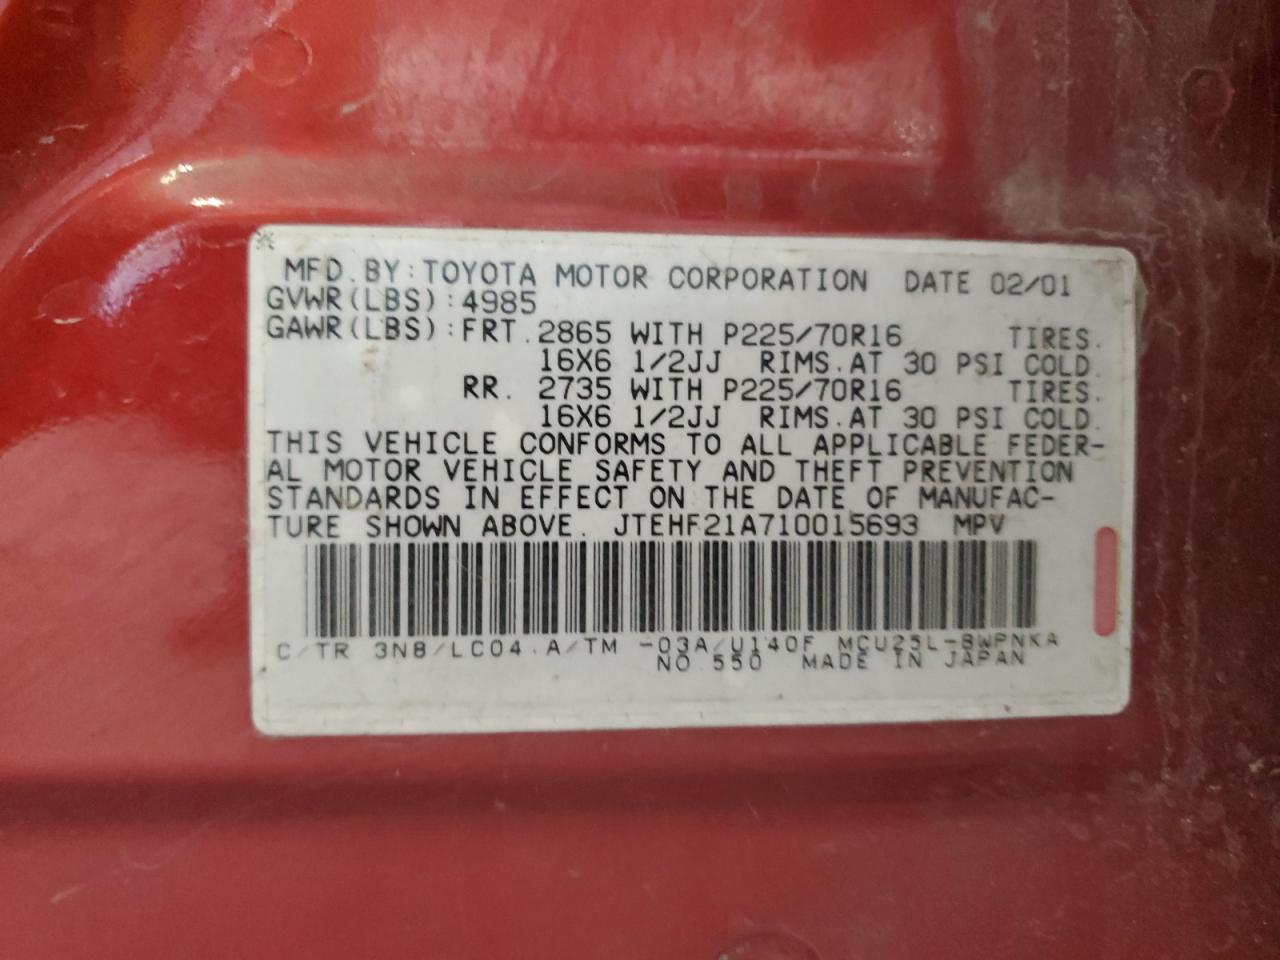 MFD. BY: TOYOTA MOTOR CORPORATION DATE 02/01
GVWR(LBS):4985
GAWR(LBS):FRT. 2865 WITH P225/70R16 TIRES.
16X6 1/2JJ RIMS. AT 30 PSI COLD.
RR. 2735 WITH P225/70R16 TIRES.
16X6 1/2JJ RIMS. AT 30 PSI COLD.
THIS VEHICLE CONFORMS TO ALL APPLICABLE FEDER-
AL MOTOR VEHICLE SAFETY AND THEFT PREVENTION
STANDARDS IN EFFECT ON THE DATE OF MANUFAC-
TURE SHOWN ABOVE. JTEHF21A710015693 MPV
C/TR 3N8/LC04. A/TM -03A/U140F MCU25L-BWPNKA
NO.550 MADE IN JAPAN